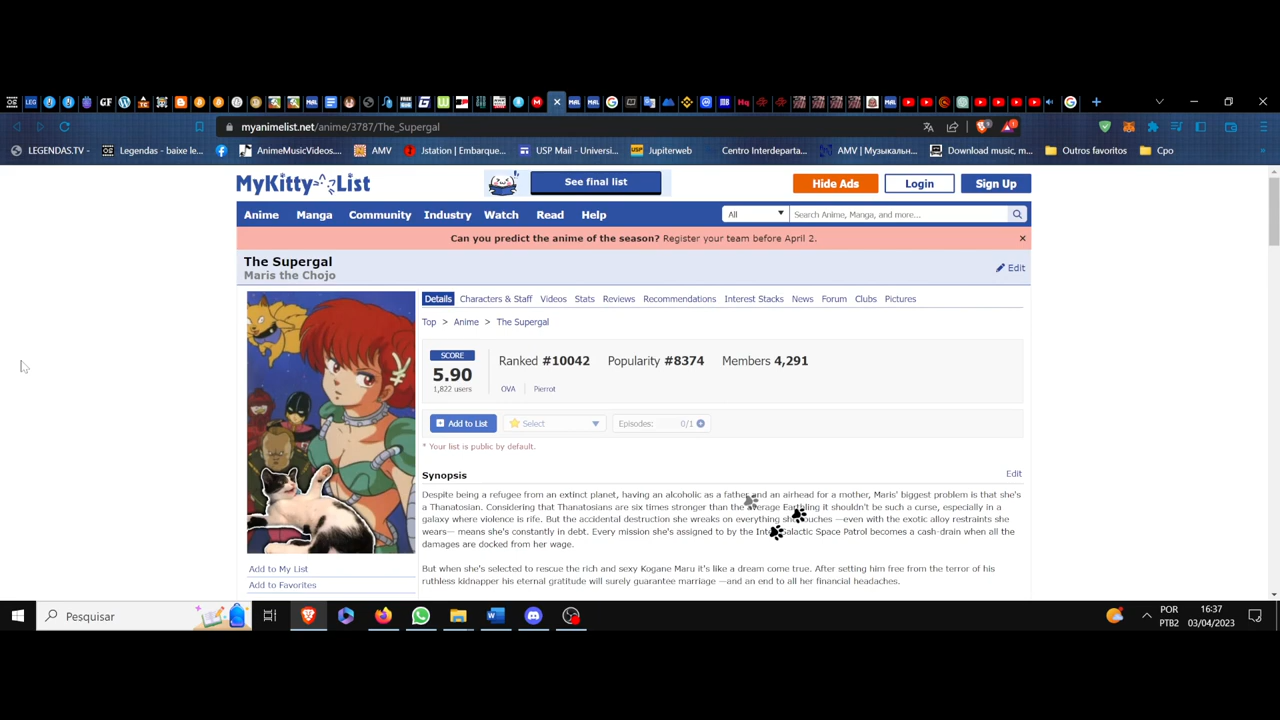 myanimelist.net/anime/3787/The_Supergal
LEGENDAS.TV - Legendas - baixe le... AnimeMusicVideos.... AMV Jstation | Embarque... USP Mail - Universi... Jupiterweb Centro Interdeparta... AMV | Музыкальн... Download music, m... Outros favoritos Cpo
MyKittyList See final list Hide Ads Login Sign Up
Anime Manga Community Industry Watch Read Help All Search Anime, Manga, and more...
Can you predict the anime of the season? Register your team before April 2. ×
The Supergal
Maris the Chojo
Edit
Details Characters & Staff Videos Stats Reviews Recommendations Interest Stacks News Forum Clubs Pictures
Top > Anime > The Supergal
SCORE
5.90
1,822 users
Ranked #10042 Popularity #8374 Members 4,291
OVA Pierrot
Add to List Select Episodes: 0/1
* Your list is public by default.
Synopsis Edit
Despite being a refugee from an extinct planet, having an alcoholic as a father and an airhead for a mother, Maris' biggest problem is that she's
a Thanatosian. Considering that Thanatosians are six times stronger than the average Earthling it shouldn't be such a curse, especially in a
galaxy where violence is rife. But the accidental destruction she wreaks on everything she touches —even with the exotic alloy restraints she
wears— means she's constantly in debt. Every mission she's assigned to by the Inter-Galactic Space Patrol becomes a cash-drain when all the
damages are docked from her wage.
But when she's selected to rescue the rich and sexy Kogane Maru it's like a dream come true. After setting him free from the terror of his
ruthless kidnapper his eternal gratitude will surely guarantee marriage —and an end to all her financial headaches.
Add to My List
Add to Favorites
Pesquisar
POR
PTB2
16:37
03/04/2023